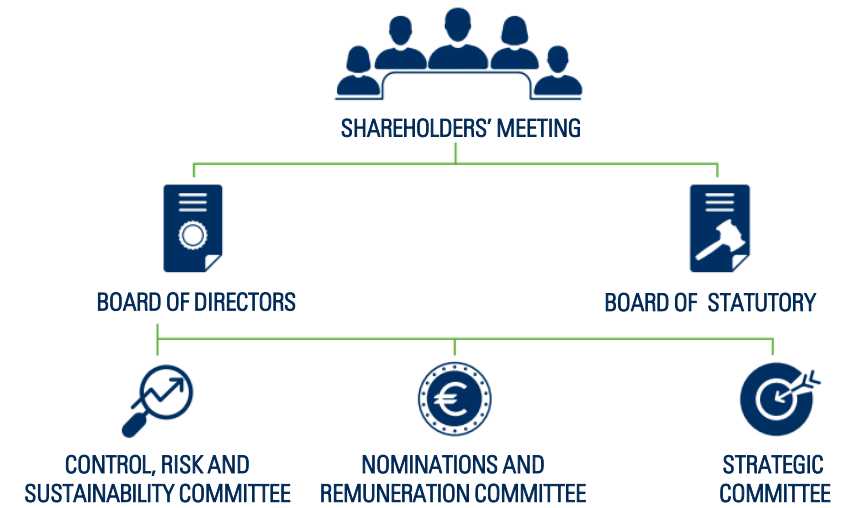 SHAREHOLDERS' MEETING
BOARD OF DIRECTORS
BOARD OF STATUTORY
CONTROL, RISK AND
SUSTAINABILITY COMMITTEE
NOMINATIONS AND
REMUNERATION COMMITTEE
STRATEGIC
COMMITTEE